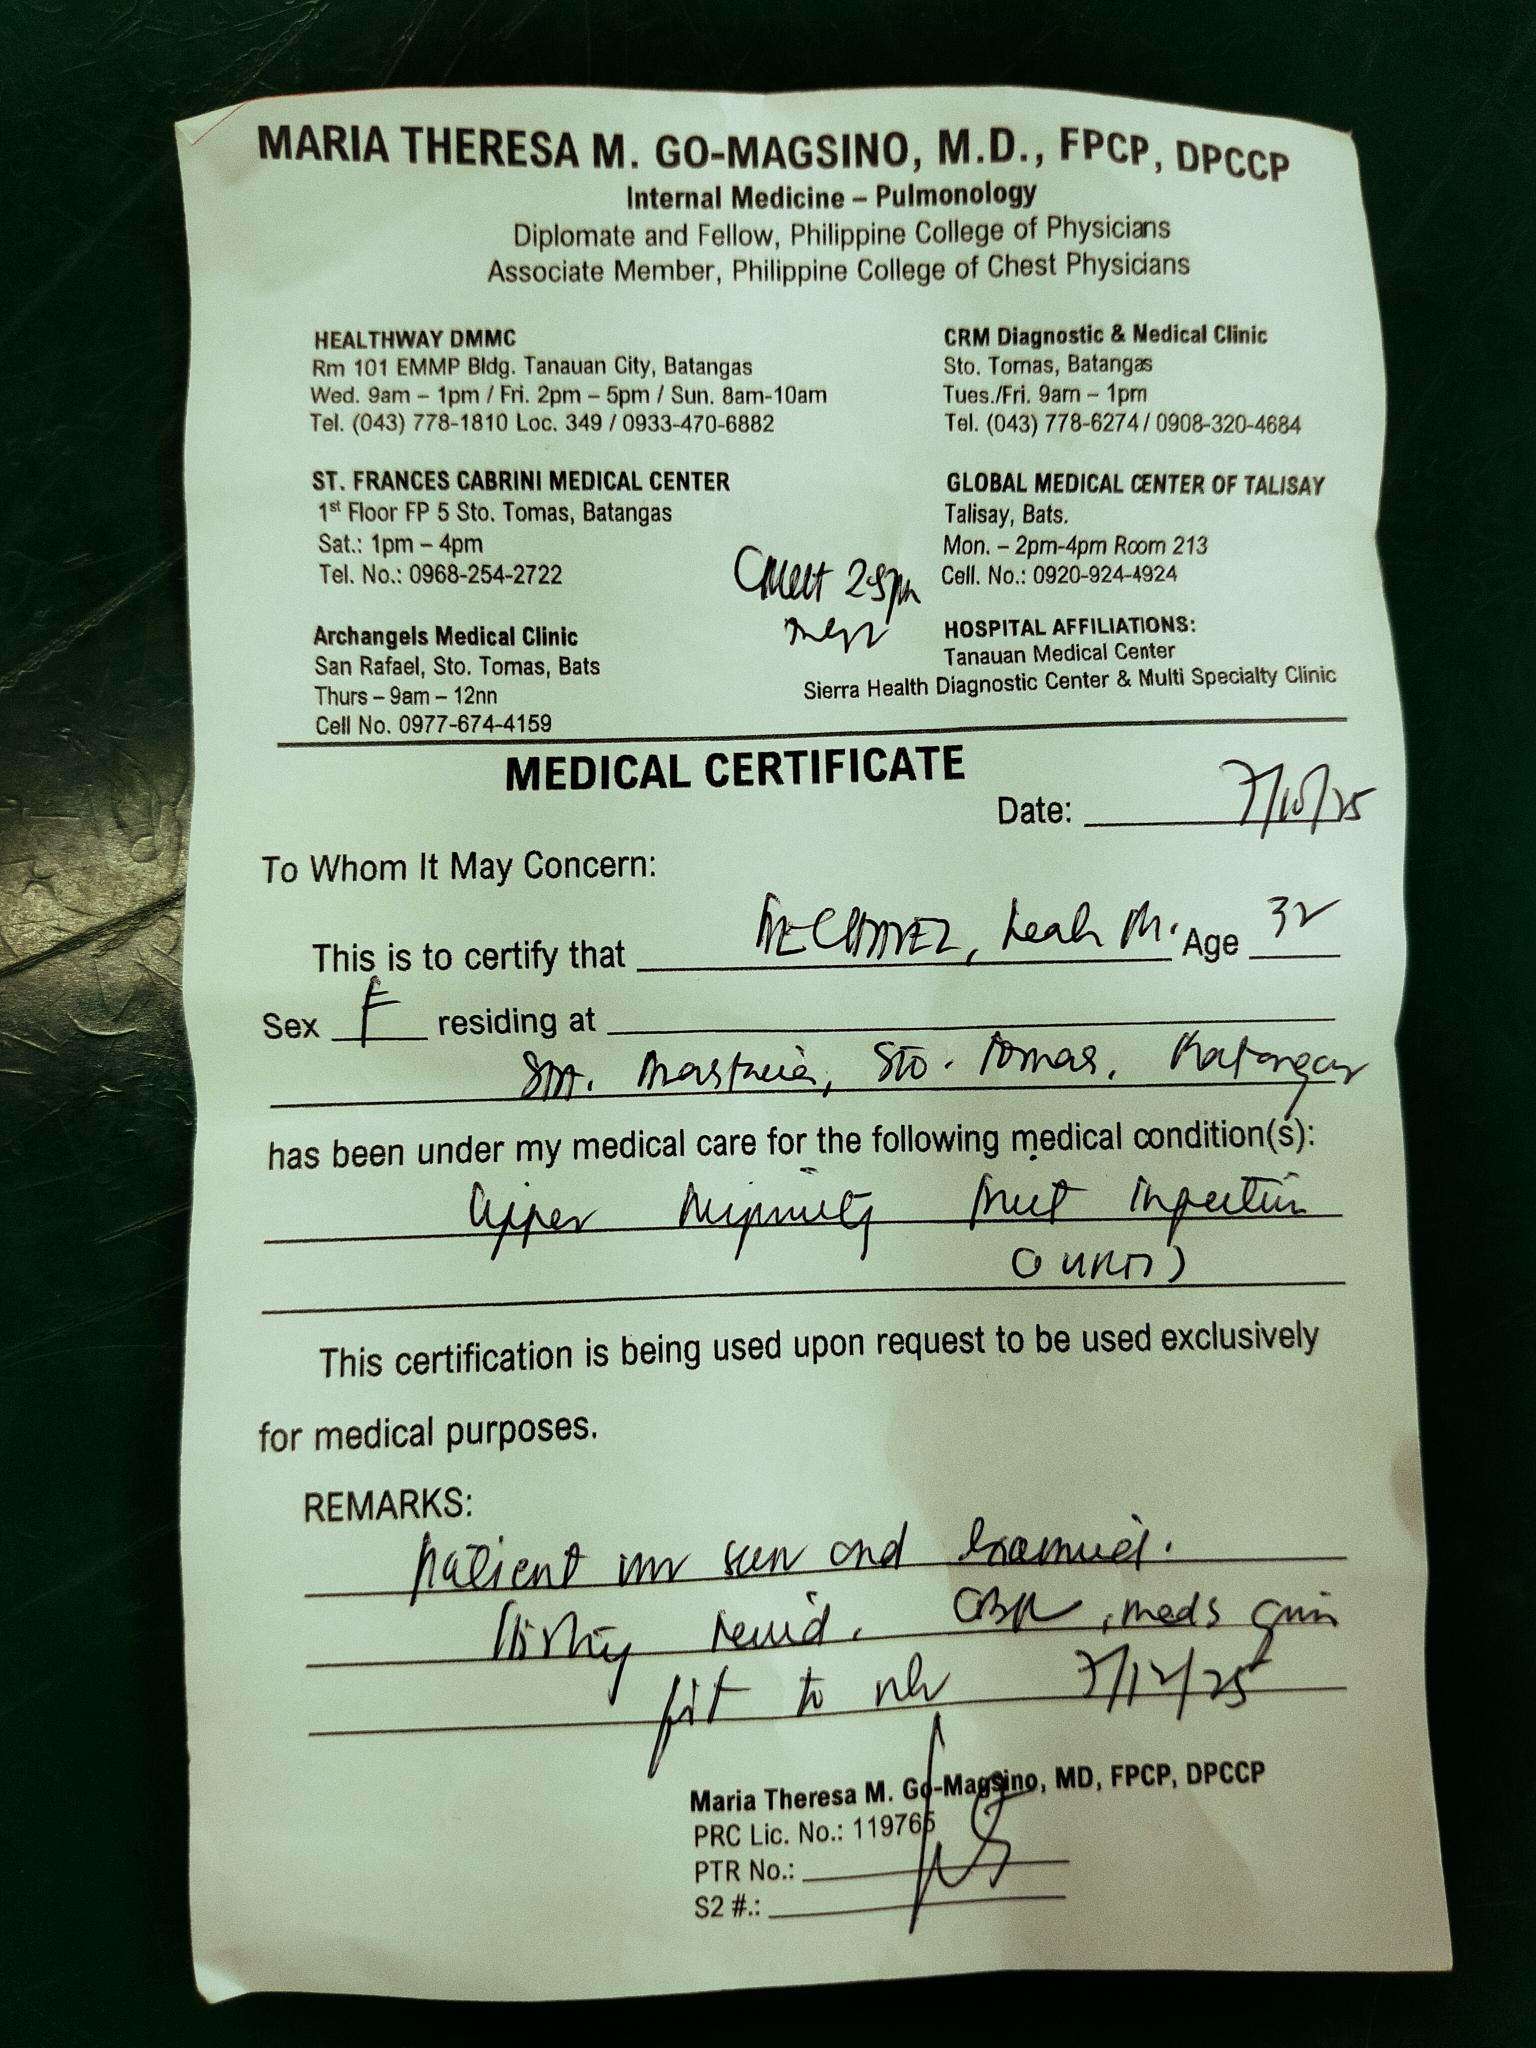 MARIA THERESA M. GO-MAGSINO, M.D., FPCP, DPCCP
Internal Medicine – Pulmonology
Diplomate and Fellow, Philippine College of Physicians
Associate Member, Philippine College of Chest Physicians
HEALTHWAY DMMC
Rm 101 EMMP Bldg. Tanauan City, Batangas
Wed. 9am – 1pm / Fri. 2pm – 5pm / Sun. 8am-10am
Tel. (043) 778-1810 Loc. 349 / 0933-470-6882
CRM Diagnostic & Medical Clinic
Sto. Tomas, Batangas
Tues./Fri. 9am – 1pm
Tel. (043) 778-6274 / 0908-320-4684
ST. FRANCES CABRINI MEDICAL CENTER
1st Floor FP 5 Sto. Tomas, Batangas
Sat.: 1pm – 4pm
Tel. No.: 0968-254-2722
GLOBAL MEDICAL CENTER OF TALISAY
Talisay, Bats.
Mon. – 2pm-4pm Room 213
Cell. No.: 0920-924-4924
Archangels Medical Clinic
San Rafael, Sto. Tomas, Bats
Thurs – 9am – 12nn
Cell No. 0977-674-4159
HOSPITAL AFFILIATIONS:
Tanauan Medical Center
Sierra Health Diagnostic Center & Multi Specialty Clinic
MEDICAL CERTIFICATE
Date: 7/10/25
To Whom It May Concern:
This is to certify that Leah M. Age 32
Sex F residing at
Sta. Anastacia, Sto. Tomas, Batangas
has been under my medical care for the following medical condition(s):
Upper Respiratory Tract Infection
(URTI)
This certification is being used upon request to be used exclusively
for medical purposes.
REMARKS:
Patient was seen and examined.
meds given
fit to 7/12/25
Maria Theresa M. Go-Magsino, MD, FPCP, DPCCP
PRC Lic. No.: 119765
PTR No.:
S2 #.: